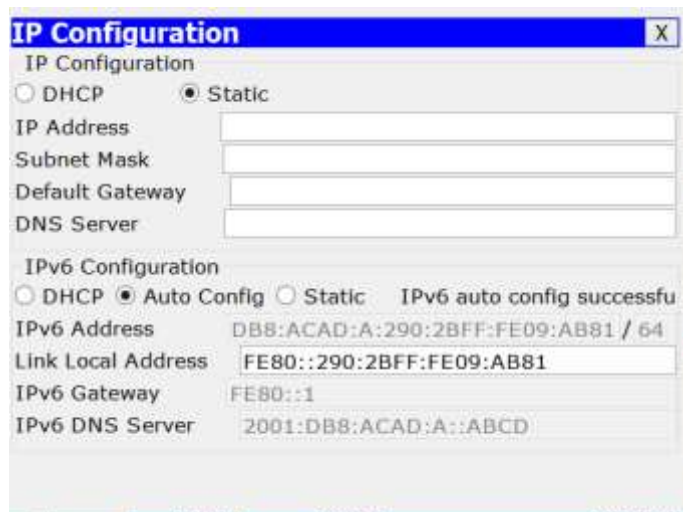 IP Configuration X
IP Configuration
DHCP Static
IP Address
Subnet Mask
Default Gateway
DNS Server
IPv6 Configuration
DHCP Auto Config Static IPv6 auto config successfu
IPv6 Address DB8:ACAD:A:290:2BFF:FE09:AB81 / 64
Link Local Address FE80::290:2BFF:FE09:AB81
IPv6 Gateway FE80::1
IPv6 DNS Server 2001:DB8:ACAD:A::ABCD